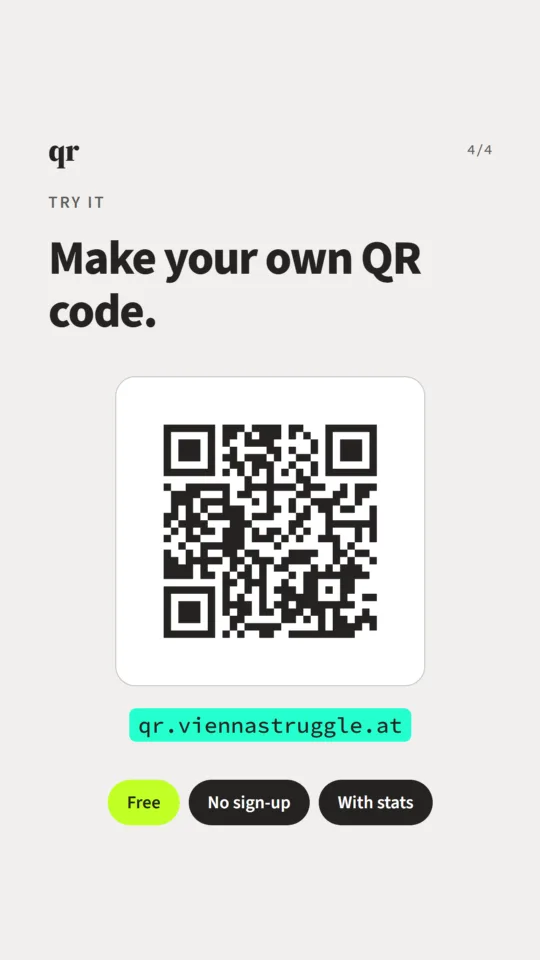 qr
4/4
TRY IT
Make your own QR
code.
qr.viennastruggle.at
Free
No sign-up
With stats